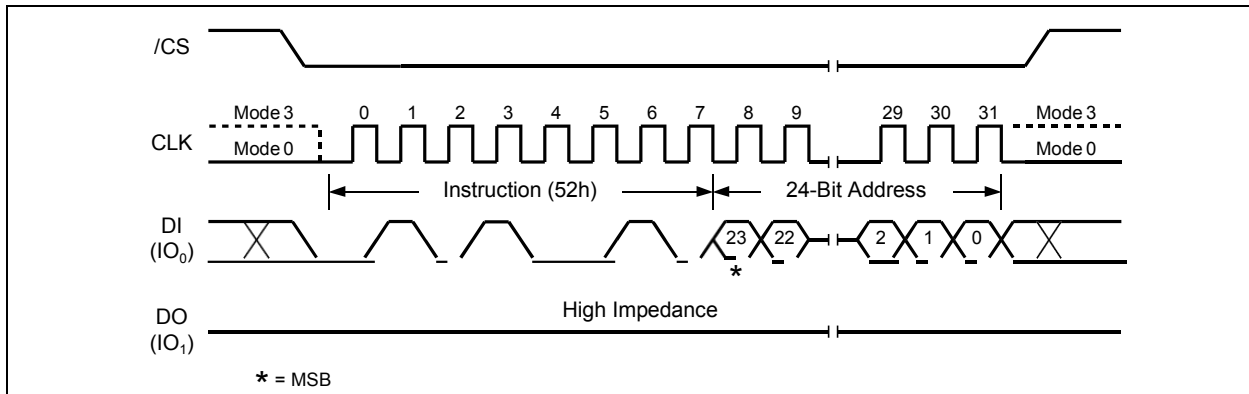 /CS
Mode 3 0 1 2 3 4 5 6 7 8 9 29 30 31 Mode 3
CLK
Mode 0 Mode 0
Instruction (52h) 24-Bit Address
DI
(IO0)
23 22 2 1 0
*
High Impedance
DO
(IO1)
* = MSB